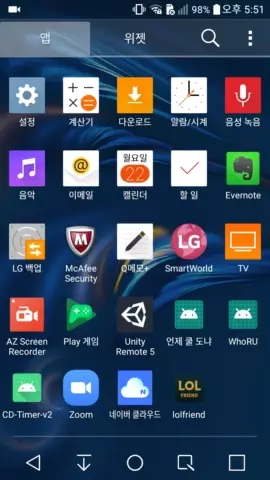 98% 오후 5:51
앱 위젯
설정 계산기 다운로드 알람/시계 음성 녹음
월요일
22
음악 이메일 캘린더 할 일 Evernote
LG
LG 백업 McAfee Security Q메모+ SmartWorld TV
AZ Screen Recorder Play 게임 Unity Remote 5 언제 쿨 도냐 WhoRU
LOL
FRIEND
CD-Timer-v2 Zoom 네이버 클라우드 lolfriend